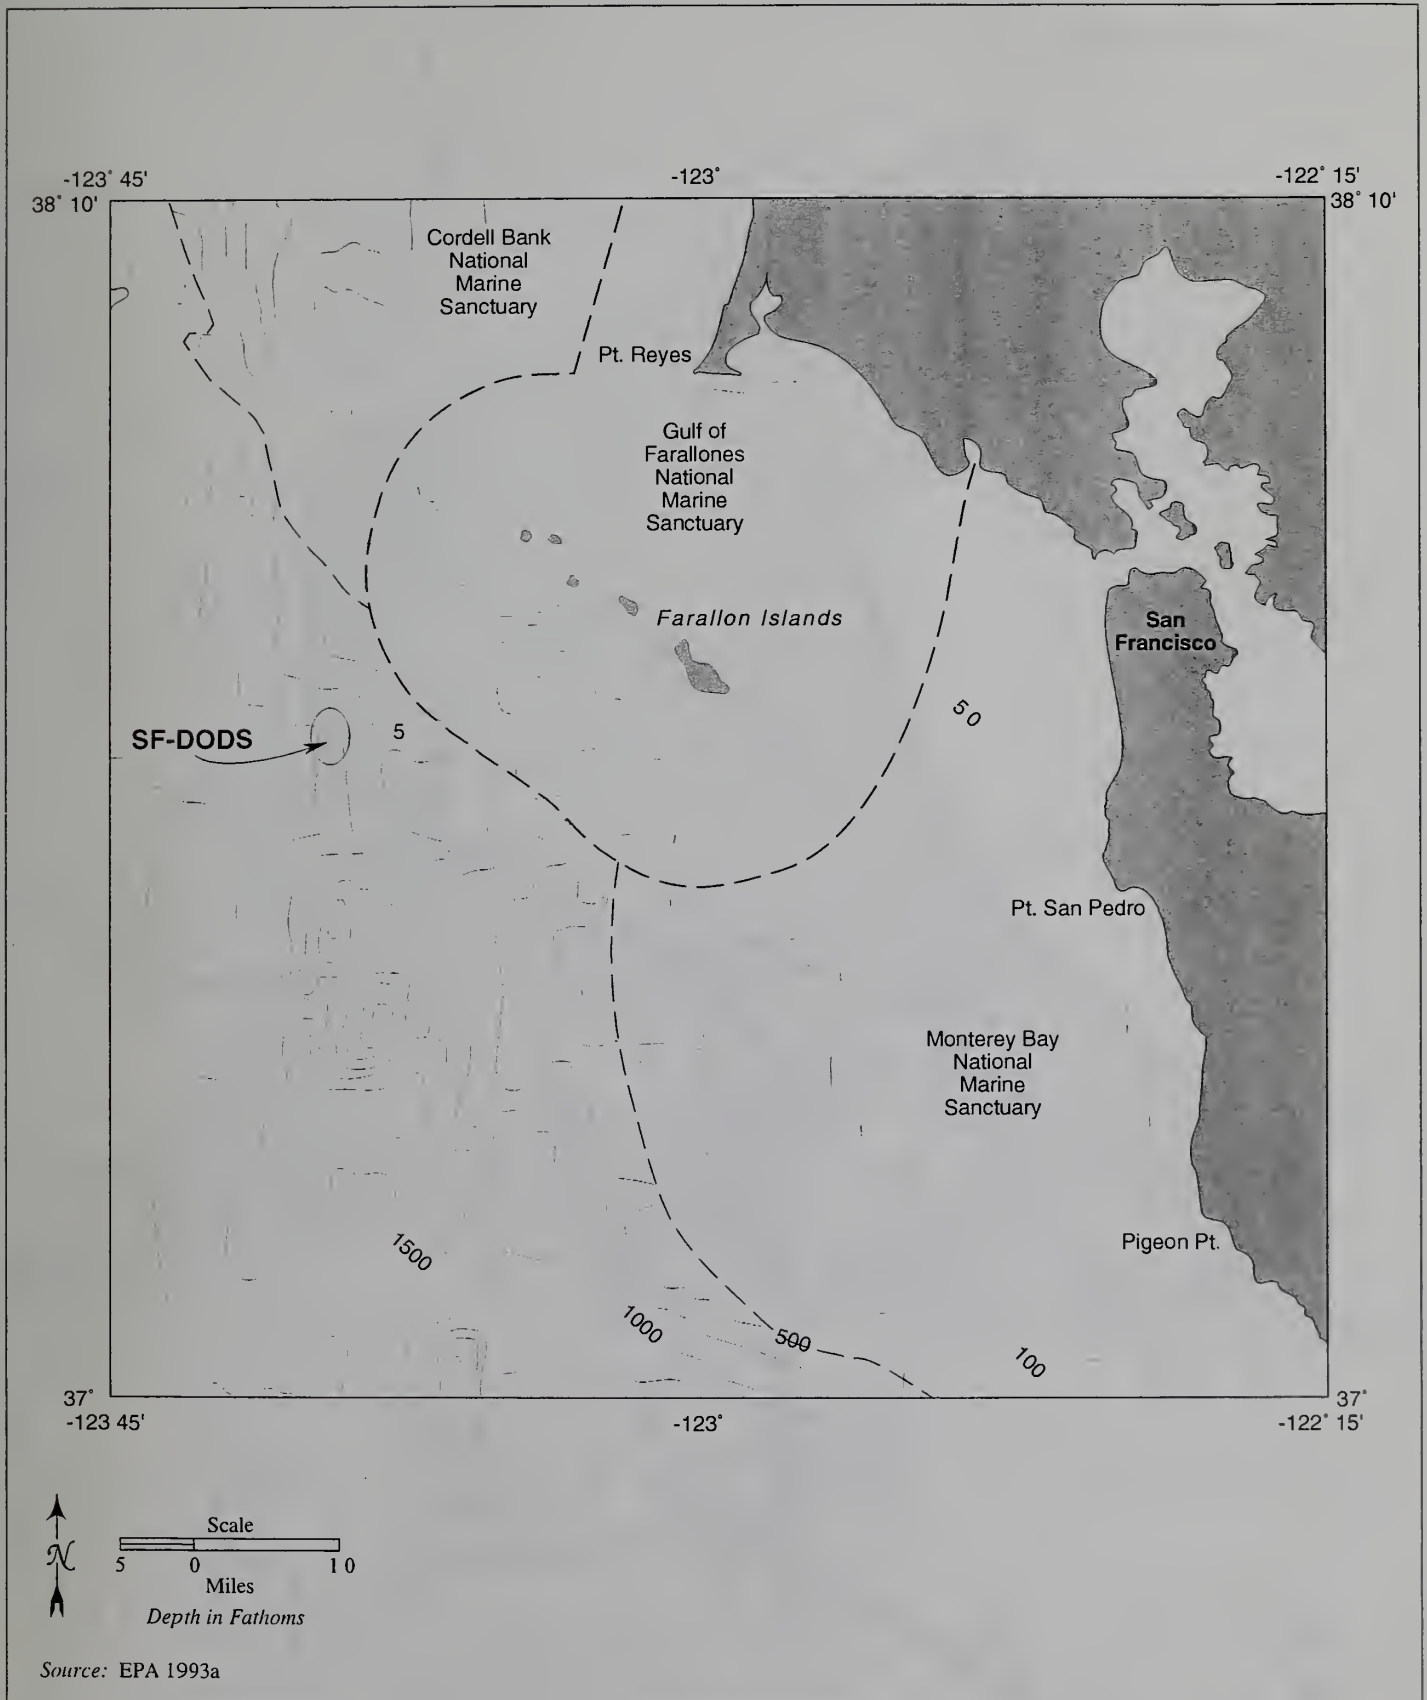 -123° 45'
-123°
-122° 15'
38° 10'
38° 10'
Cordell Bank
National
Marine
Sanctuary
Pt. Reyes
Gulf of
Farallones
National
Marine
Sanctuary
Farallon Islands
San
Francisco
50
SF-DODS
5
Pt. San Pedro
Monterey Bay
National
Marine
Sanctuary
Pigeon Pt.
1500
1000
500
100
37°
37°
-123 45'
-123°
-122° 15'
Scale
N
5 0 10
Miles
Depth in Fathoms
Source: EPA 1993a